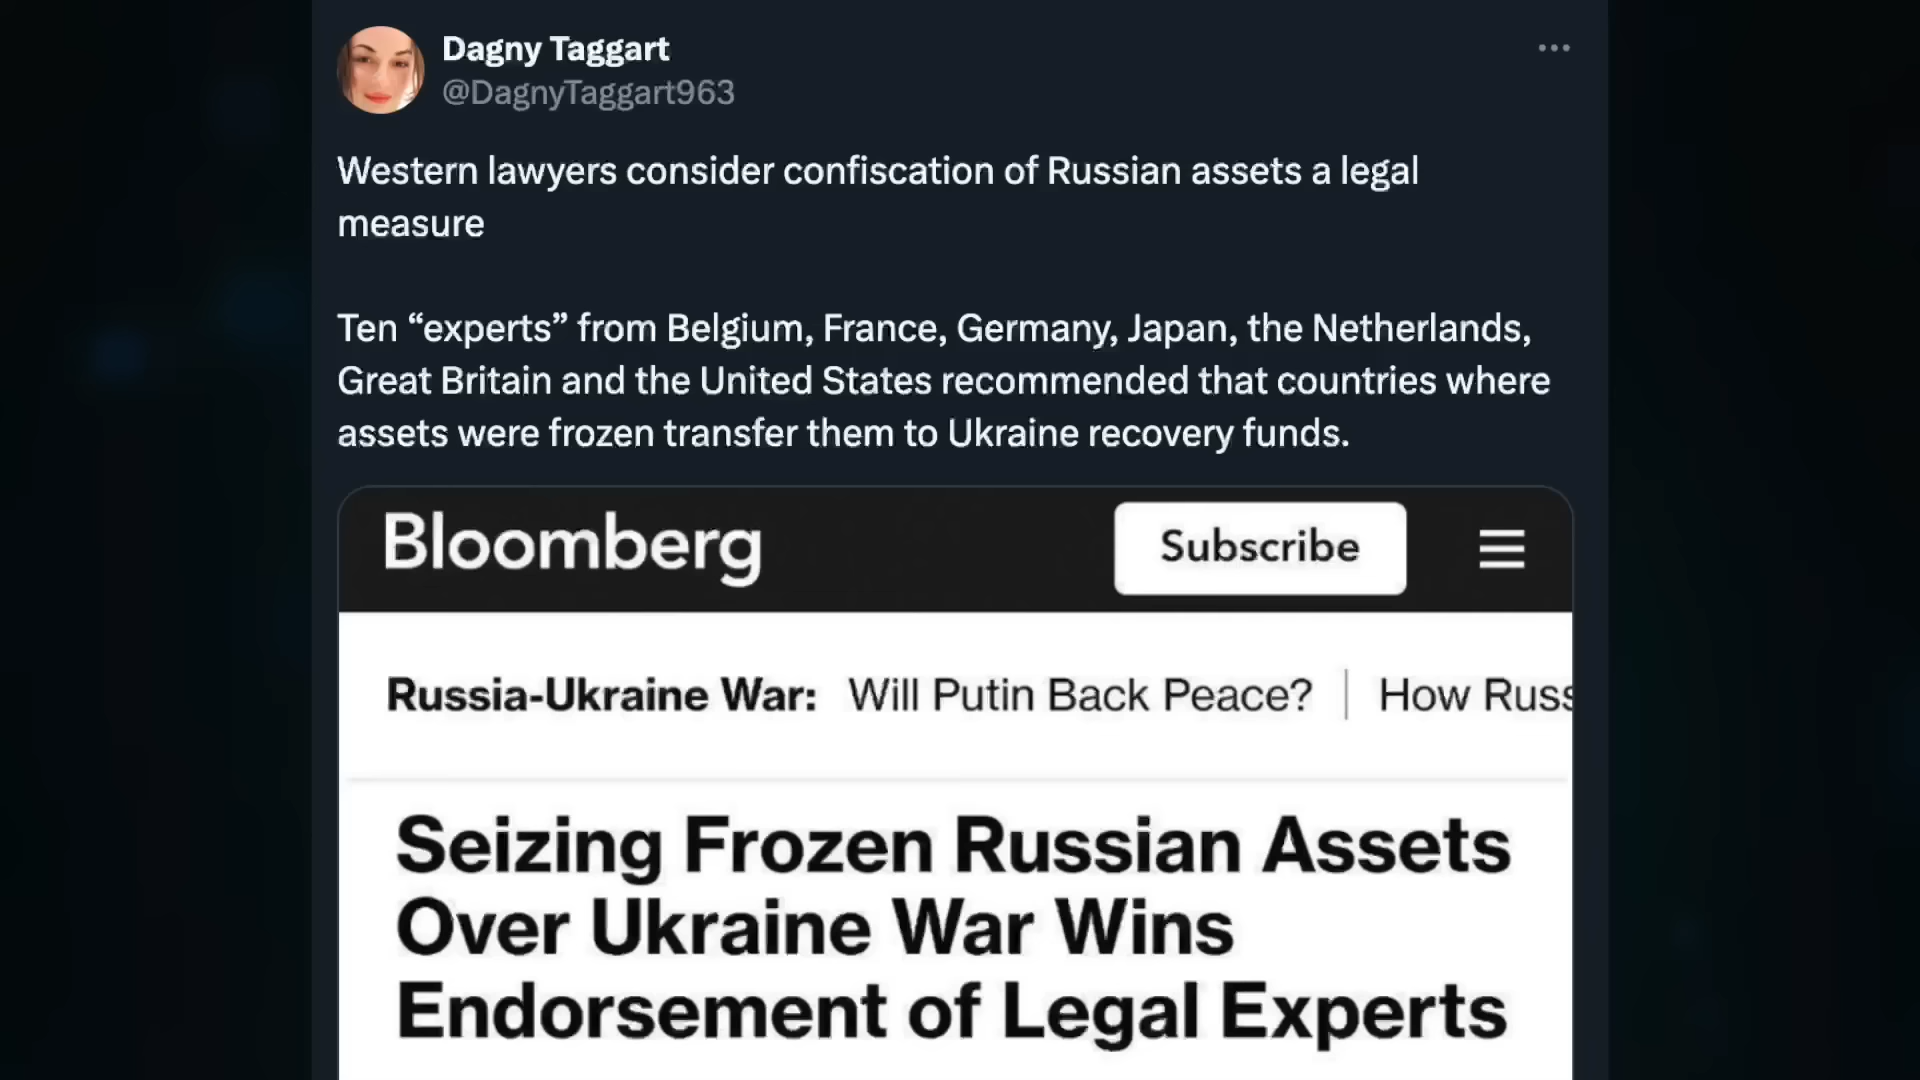 Dagny Taggart
@DagnyTaggart963
Western lawyers consider confiscation of Russian assets a legal
measure
Ten “experts” from Belgium, France, Germany, Japan, the Netherlands,
Great Britain and the United States recommended that countries where
assets were frozen transfer them to Ukraine recovery funds.
Bloomberg
Subscribe
Russia-Ukraine War: Will Putin Back Peace? | How Russ
Seizing Frozen Russian Assets
Over Ukraine War Wins
Endorsement of Legal Experts